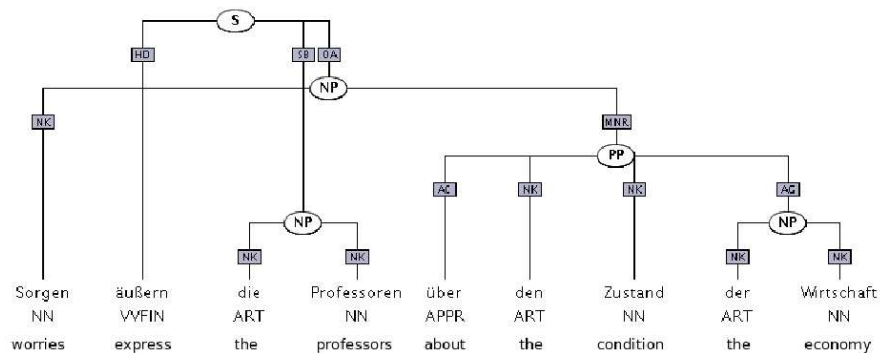 S
HD SB OA
NP
NK MNR
PP
AC NK NK AG
NP NP
NK NK NK NK
Sorgen äußern die Professoren über den Zustand der Wirtschaft
NN VVFIN ART NN APPR ART NN ART NN
worries express the professors about the condition the economy